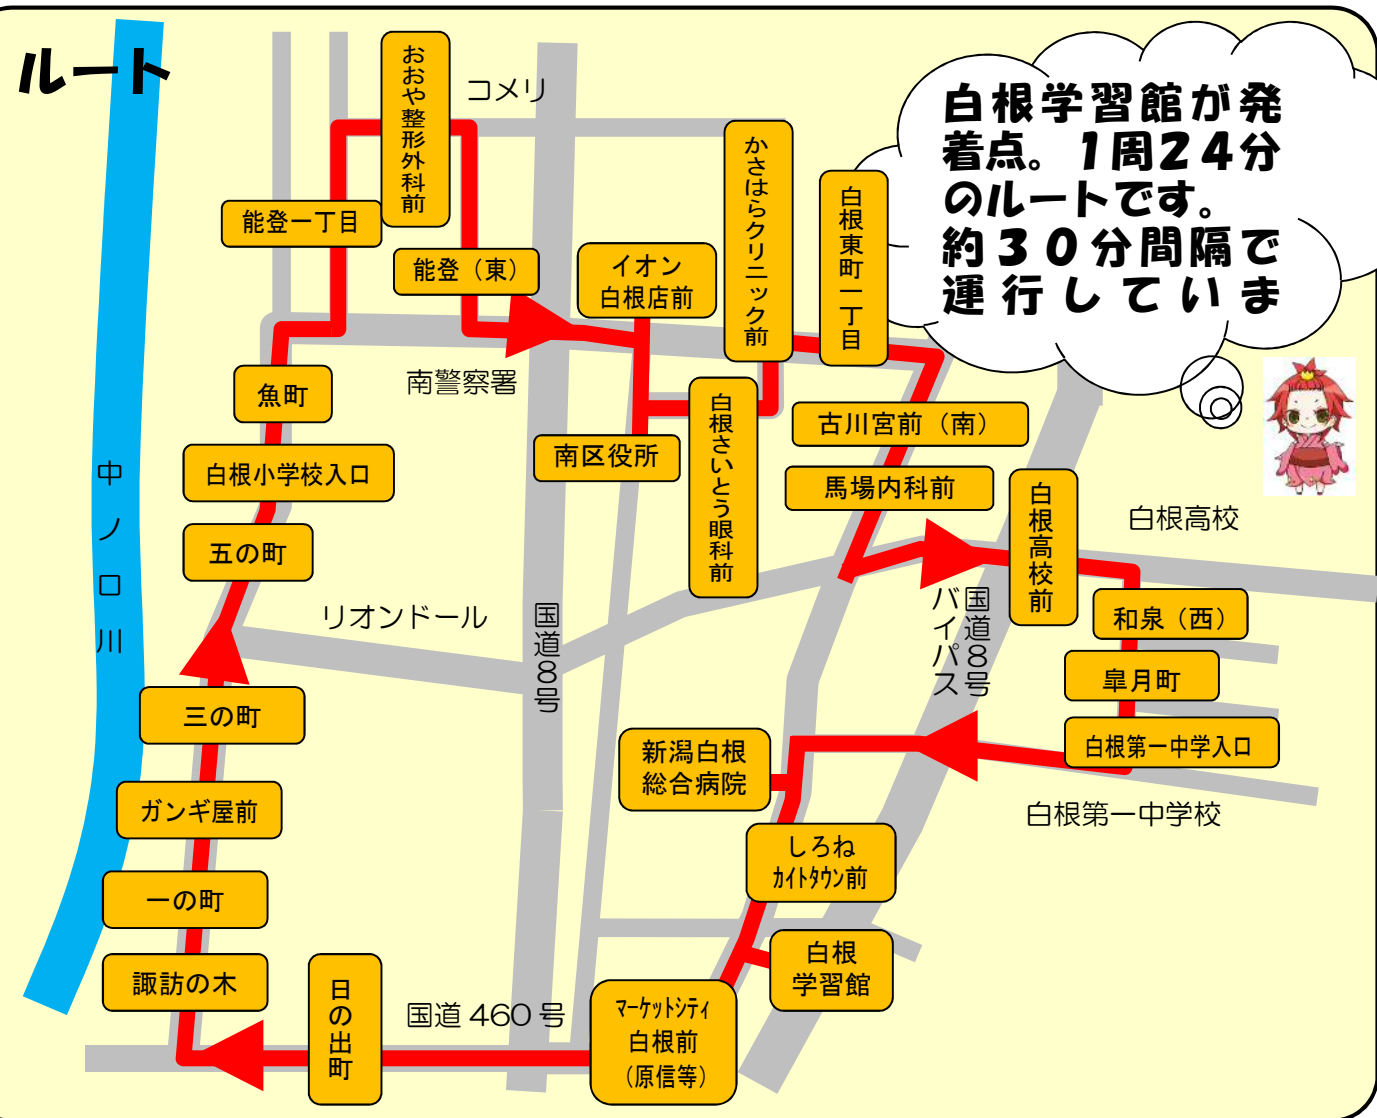 ルート
白根学習館が発
着点。1周24分
のルートです。
約30分間隔で
運行していま
おおや整形外科前
コメリ
かさはらクリニック前
白根東町一丁目
能登一丁目
能登（東）
イオン
白根店前
南警察署
魚町
白根さいとう眼科前
古川宮前（南）
南区役所
白根小学校入口
馬場内科前
白根高校前
白根高校
中ノ口川
五の町
リオンドール
国道8号
国道8号
バイパス
和泉（西）
皐月町
三の町
新潟白根
総合病院
白根第一中学入口
ガンギ屋前
白根第一中学校
しろね
ｶｲﾄﾀｳﾝ前
一の町
諏訪の木
日の出町
国道460号
白根
学習館
ﾏｰｹｯﾄｼﾃｨ
白根前
（原信等）